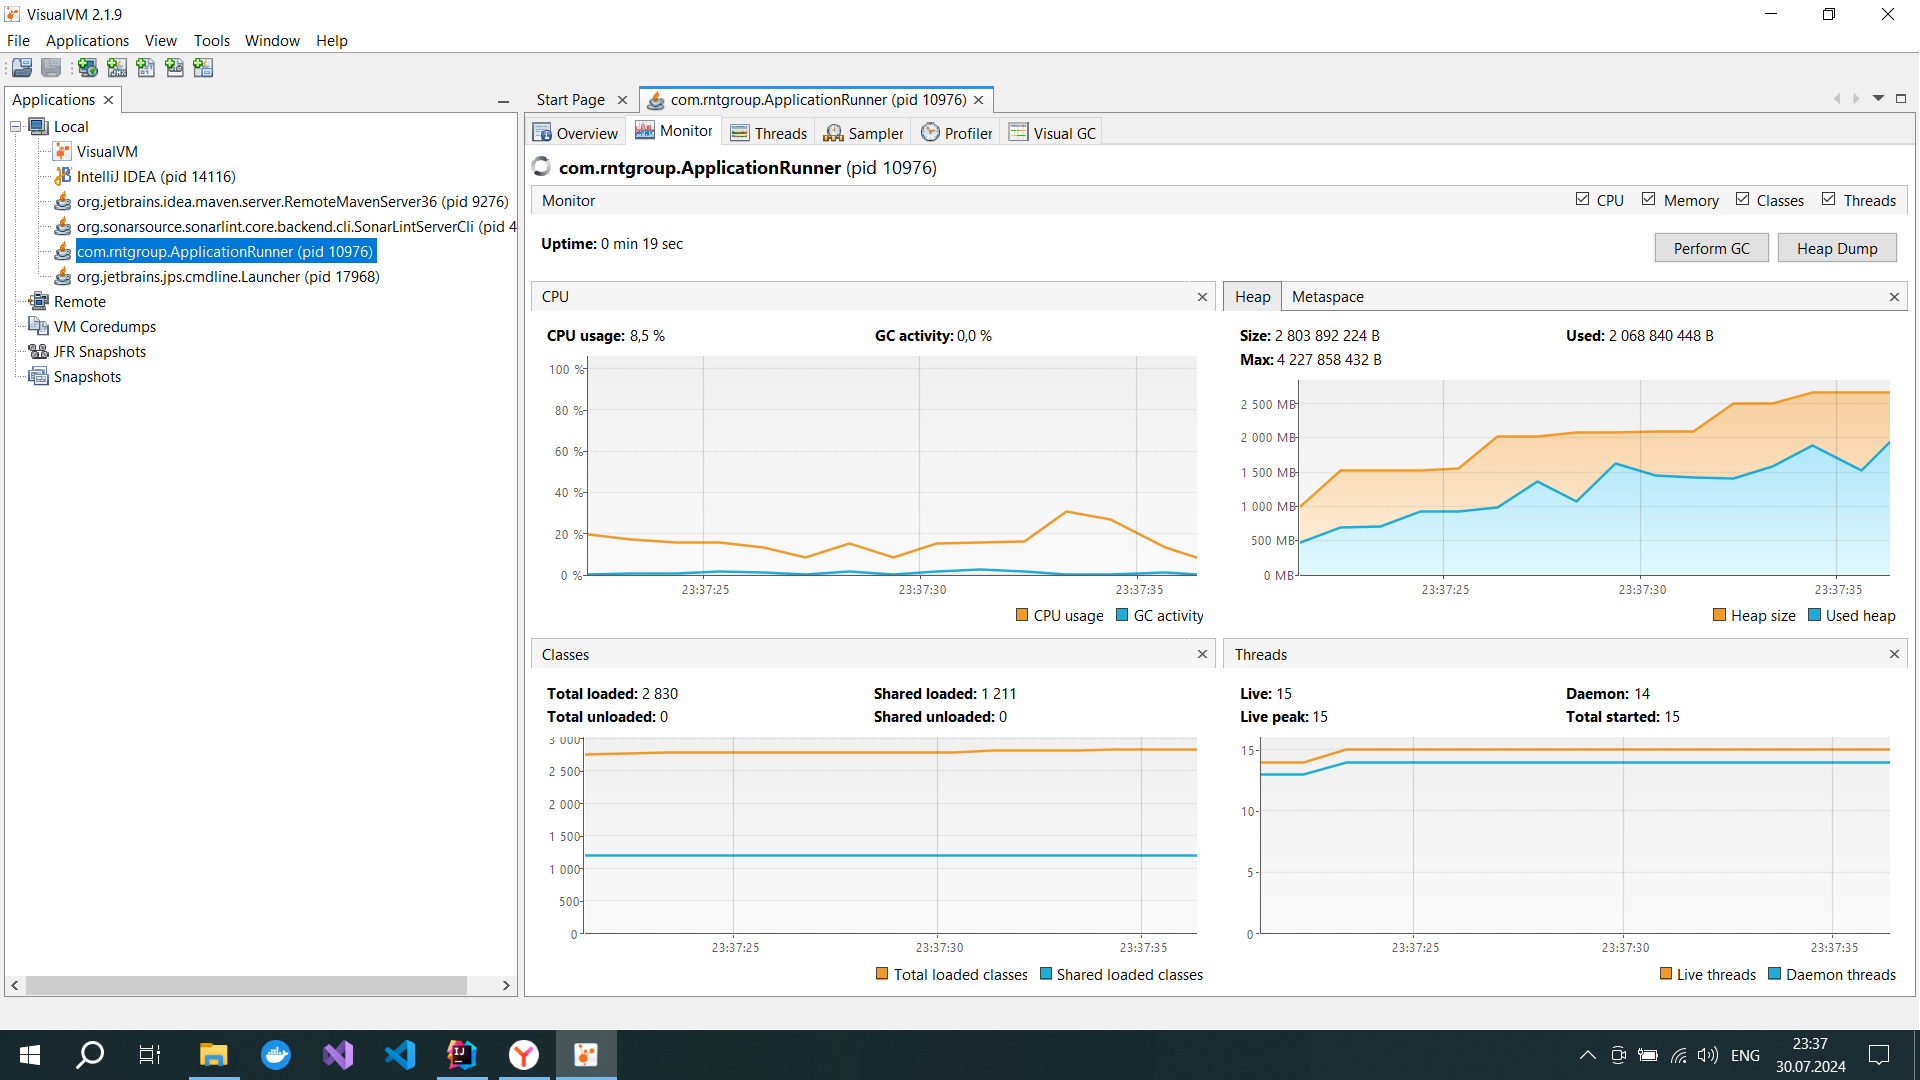 VisualVM 2.1.9
File Applications View Tools Window Help
Applications
Local
VisualVM
IntelliJ IDEA (pid 14116)
org.jetbrains.idea.maven.server.RemoteMavenServer36 (pid 9276)
org.sonarsource.sonarlint.core.backend.cli.SonarLintServerCli (pid 4
com.rntgroup.ApplicationRunner (pid 10976)
org.jetbrains.jps.cmdline.Launcher (pid 17968)
Remote
VM Coredumps
JFR Snapshots
Snapshots
Start Page com.rntgroup.ApplicationRunner (pid 10976)
Overview Monitor Threads Sampler Profiler Visual GC
com.rntgroup.ApplicationRunner (pid 10976)
Monitor CPU Memory Classes Threads
Uptime: 0 min 19 sec Perform GC Heap Dump
CPU
CPU usage: 8,5 % GC activity: 0,0 %
100 %
80 %
60 %
40 %
20 %
0 %
23:37:25 23:37:30 23:37:35
CPU usage GC activity
Heap Metaspace
Size: 2 803 892 224 B Used: 2 068 840 448 B
Max: 4 227 858 432 B
2 500 MB
2 000 MB
1 500 MB
1 000 MB
500 MB
0 MB
23:37:25 23:37:30 23:37:35
Heap size Used heap
Classes
Total loaded: 2 830 Shared loaded: 1 211
Total unloaded: 0 Shared unloaded: 0
3 000
2 500
2 000
1 500
1 000
500
0
23:37:25 23:37:30 23:37:35
Total loaded classes Shared loaded classes
Threads
Live: 15 Daemon: 14
Live peak: 15 Total started: 15
15
10
5
0
23:37:25 23:37:30 23:37:35
Live threads Daemon threads
IJ
ENG
23:37
30.07.2024